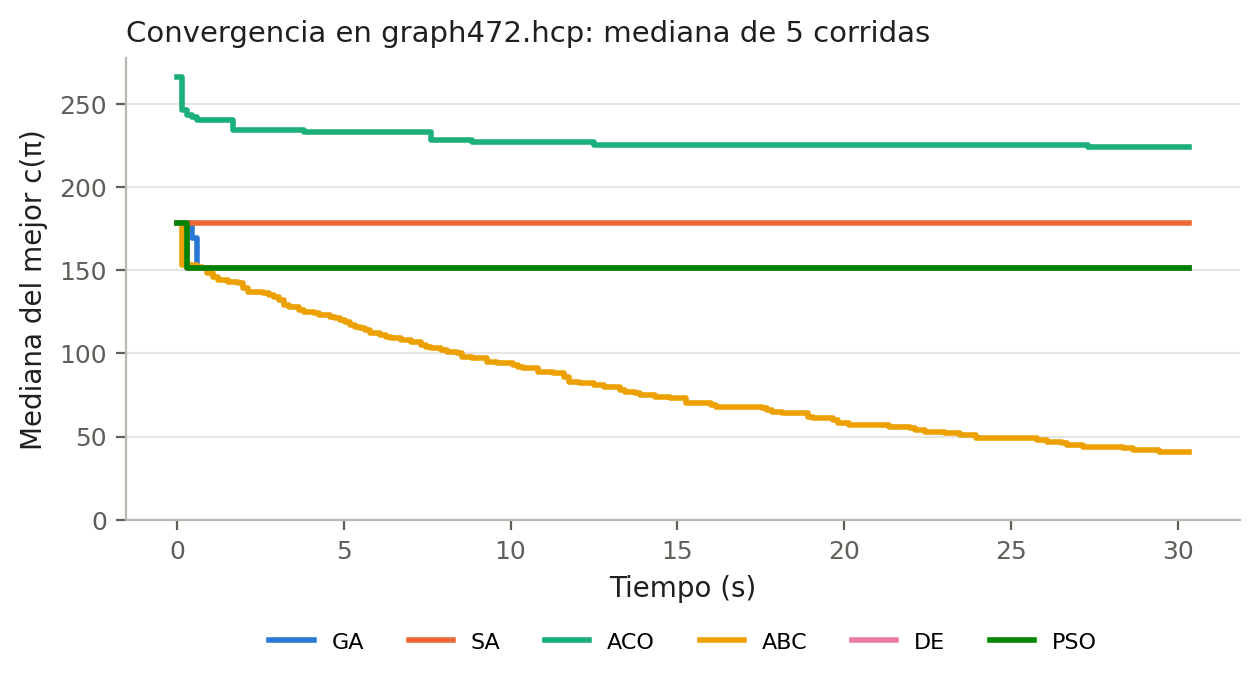 Convergencia en graph472.hcp: mediana de 5 corridas
Mediana del mejor c(π)
250
200
150
100
50
0
0 5 10 15 20 25 30
Tiempo (s)
GA SA ACO ABC DE PSO